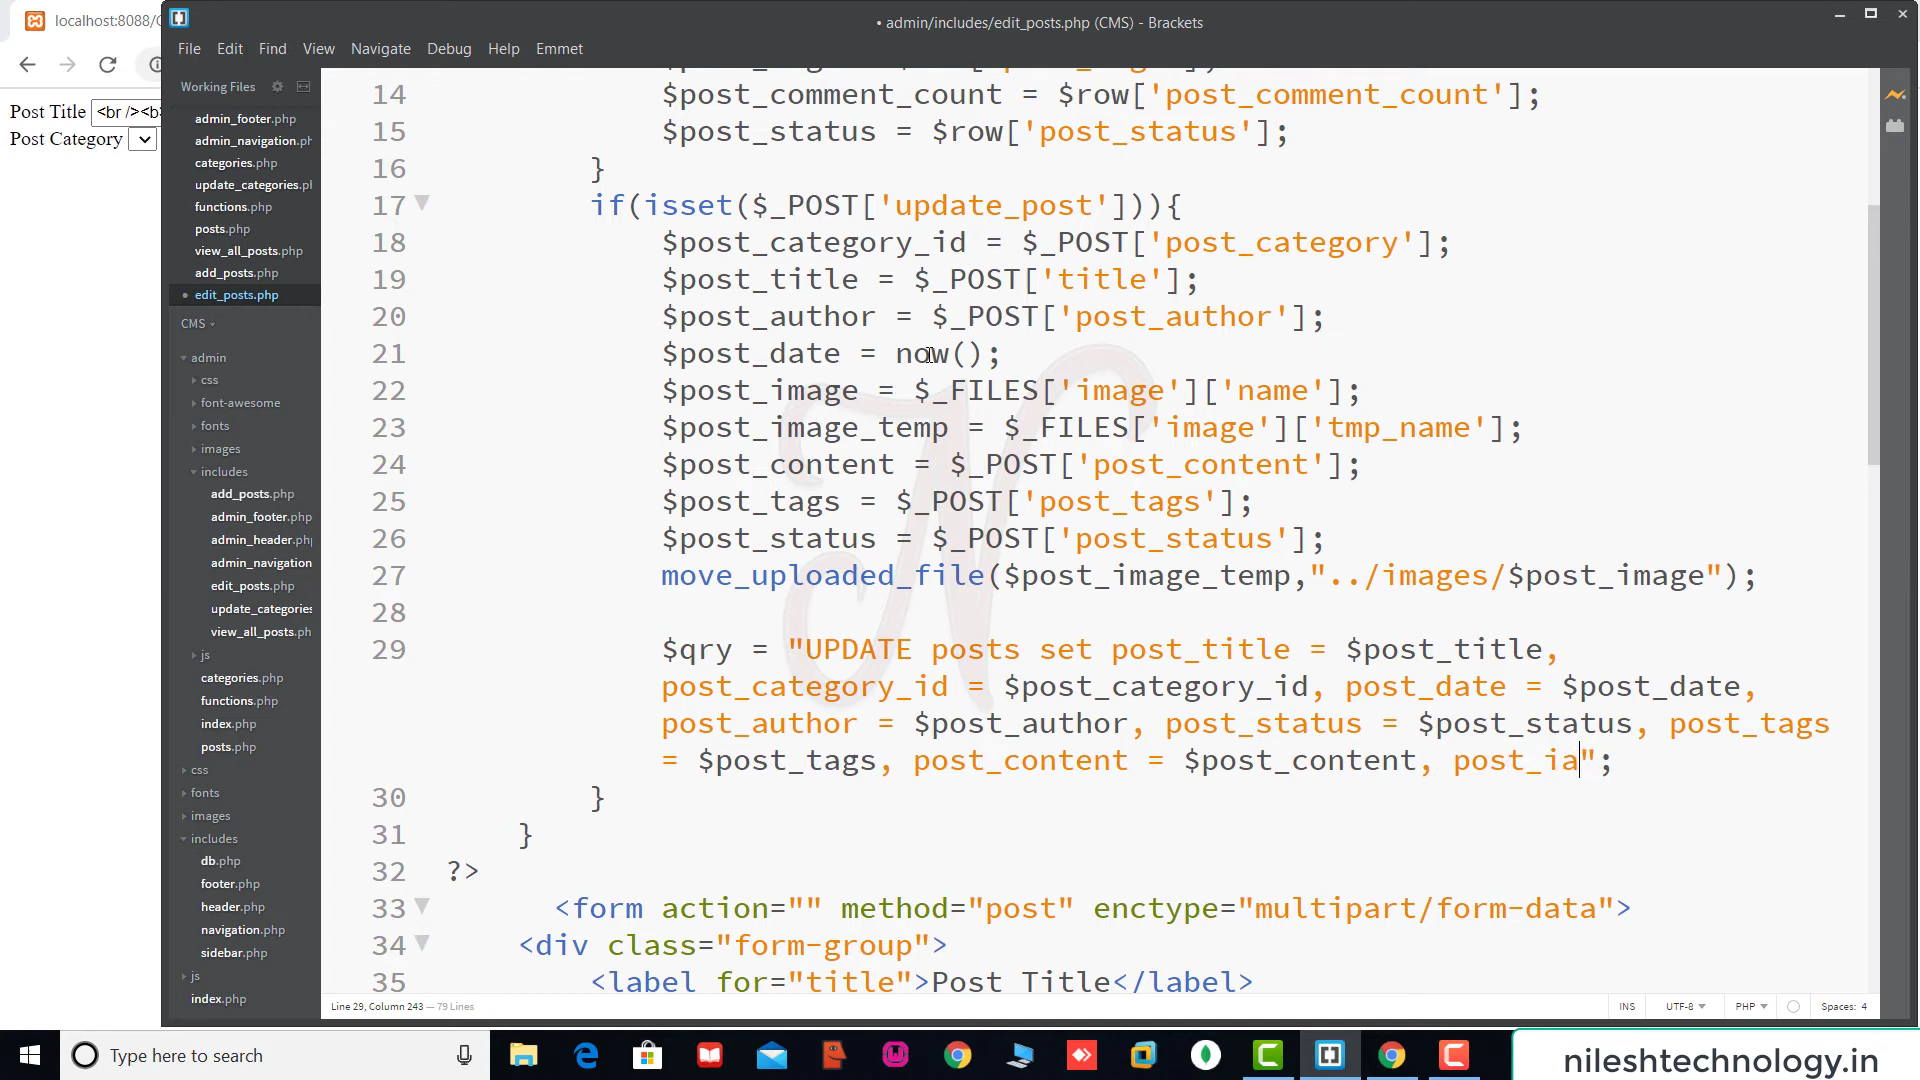 localhost:8088/
• admin/includes/edit_posts.php (CMS) - Brackets
File Edit Find View Navigate Debug Help Emmet
Post Title <br /><b>
Post Category
Working Files
admin_footer.php
admin_navigation.ph
categories.php
update_categories.pl
functions.php
posts.php
view_all_posts.php
add_posts.php
• edit_posts.php
CMS
admin
css
font-awesome
fonts
images
includes
add_posts.php
admin_footer.php
admin_header.php
admin_navigation
edit_posts.php
update_categories
view_all_posts.ph
js
categories.php
functions.php
index.php
posts.php
css
fonts
images
includes
db.php
footer.php
header.php
navigation.php
sidebar.php
js
index.php
14 $post_comment_count = $row['post_comment_count'];
15 $post_status = $row['post_status'];
16 }
17 if(isset($_POST['update_post'])){
18 $post_category_id = $_POST['post_category'];
19 $post_title = $_POST['title'];
20 $post_author = $_POST['post_author'];
21 $post_date = now();
22 $post_image = $_FILES['image']['name'];
23 $post_image_temp = $_FILES['image']['tmp_name'];
24 $post_content = $_POST['post_content'];
25 $post_tags = $_POST['post_tags'];
26 $post_status = $_POST['post_status'];
27 move_uploaded_file($post_image_temp,"../images/$post_image");
28
29 $qry = "UPDATE posts set post_title = $post_title,
post_category_id = $post_category_id, post_date = $post_date,
post_author = $post_author, post_status = $post_status, post_tags
= $post_tags, post_content = $post_content, post_ia";
30 }
31 }
32 ?>
33 <form action="" method="post" enctype="multipart/form-data">
34 <div class="form-group">
35 <label for="title">Post Title</label>
Line 29, Column 243 — 79 Lines
INS UTF-8 PHP Spaces: 4
Type here to search
nileshtechnology.in